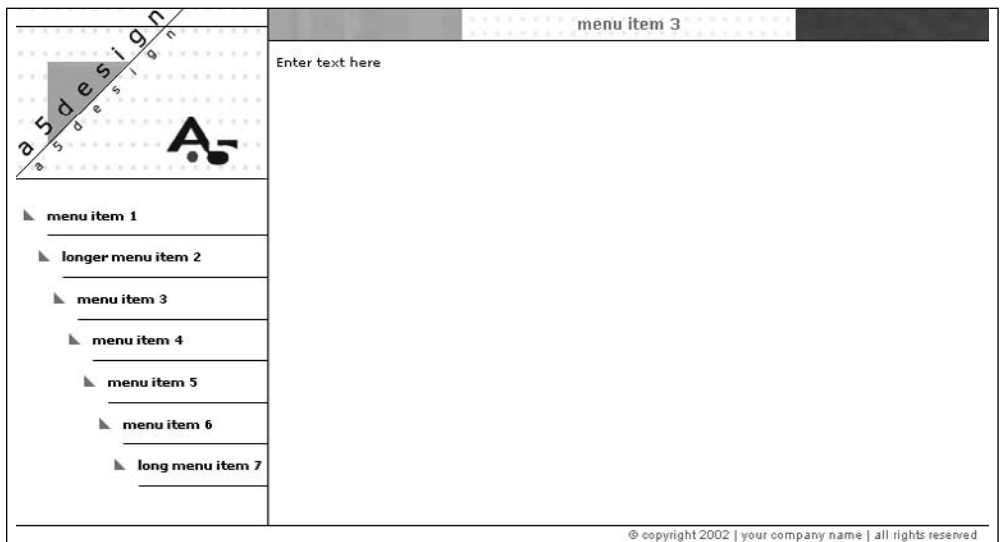 a5design
a5design
A5
menu item 3
Enter text here
menu item 1
longer menu item 2
menu item 3
menu item 4
menu item 5
menu item 6
long menu item 7
© copyright 2002 | your company name | all rights reserved